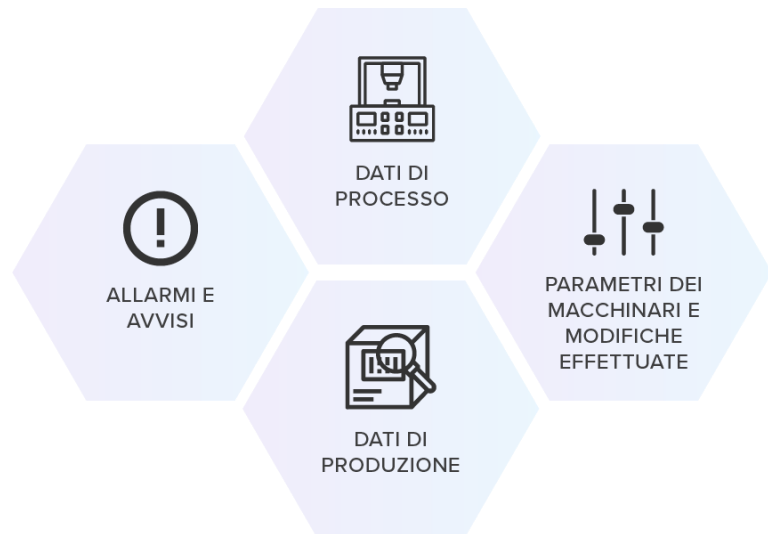 DATI DI
PROCESSO
ALLARMI E
AVVISI
PARAMETRI DEI
MACCHINARI E
MODIFICHE
EFFETTUATE
DATI DI
PRODUZIONE